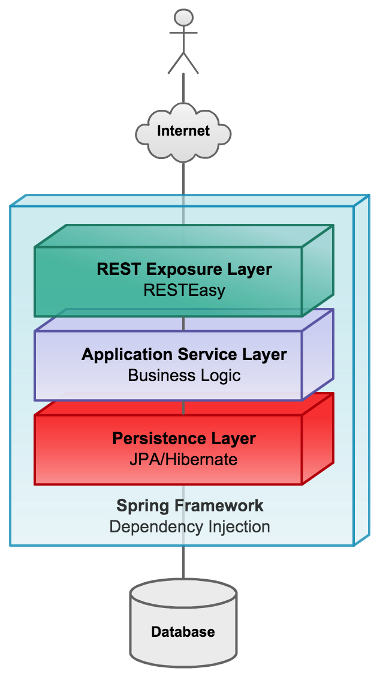 Internet
REST Exposure Layer
RESTEasy
Application Service Layer
Business Logic
Persistence Layer
JPA/Hibernate
Spring Framework
Dependency Injection
Database